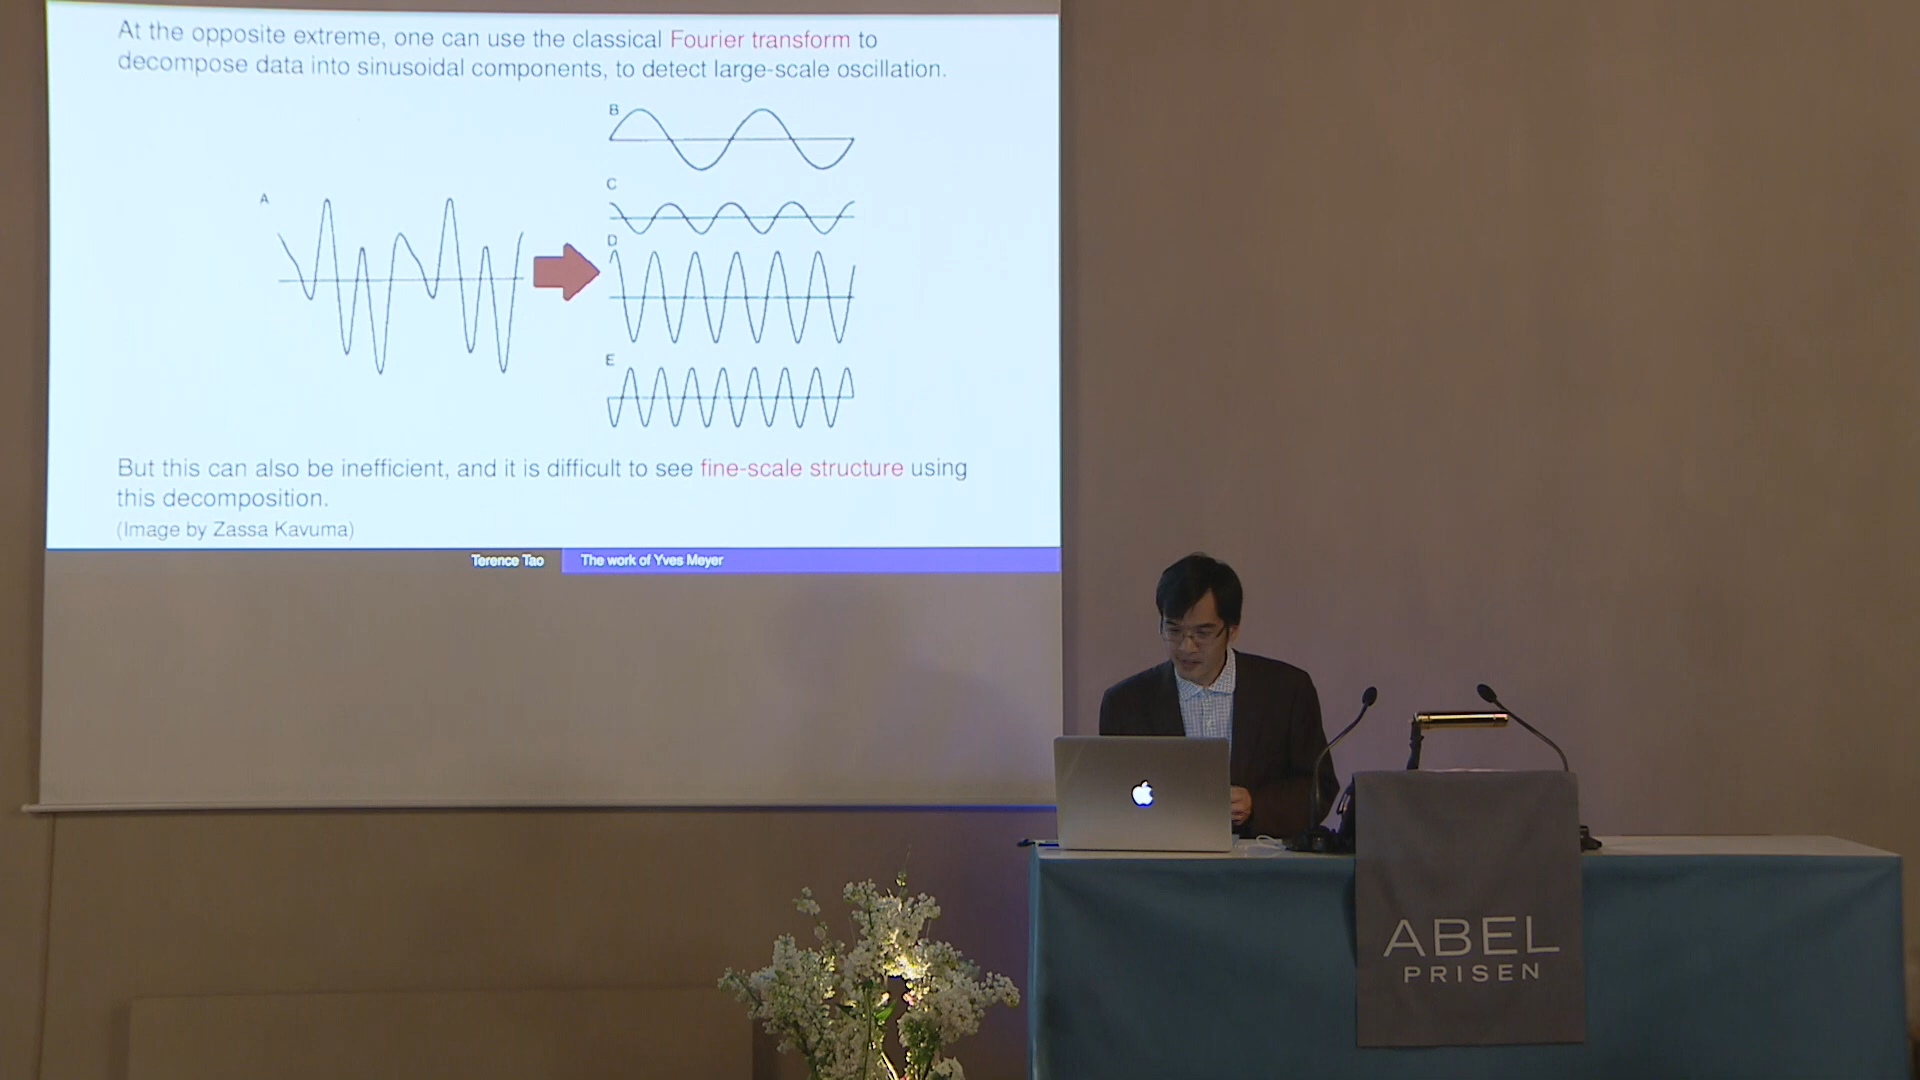 At the opposite extreme, one can use the classical Fourier transform to
decompose data into sinusoidal components, to detect large-scale oscillation.
A
B
C
D
E
But this can also be inefficient, and it is difficult to see fine-scale structure using
this decomposition.
(Image by Zassa Kavuma)
Terence Tao
The work of Yves Meyer
ABEL
PRISEN